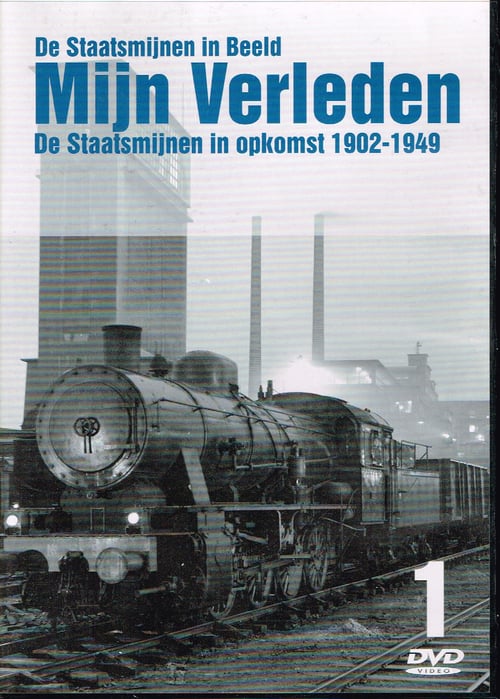 De Staatsmijnen in Beeld
Mijn Verleden
De Staatsmijnen in opkomst 1902-1949
1
DVD
VIDEO